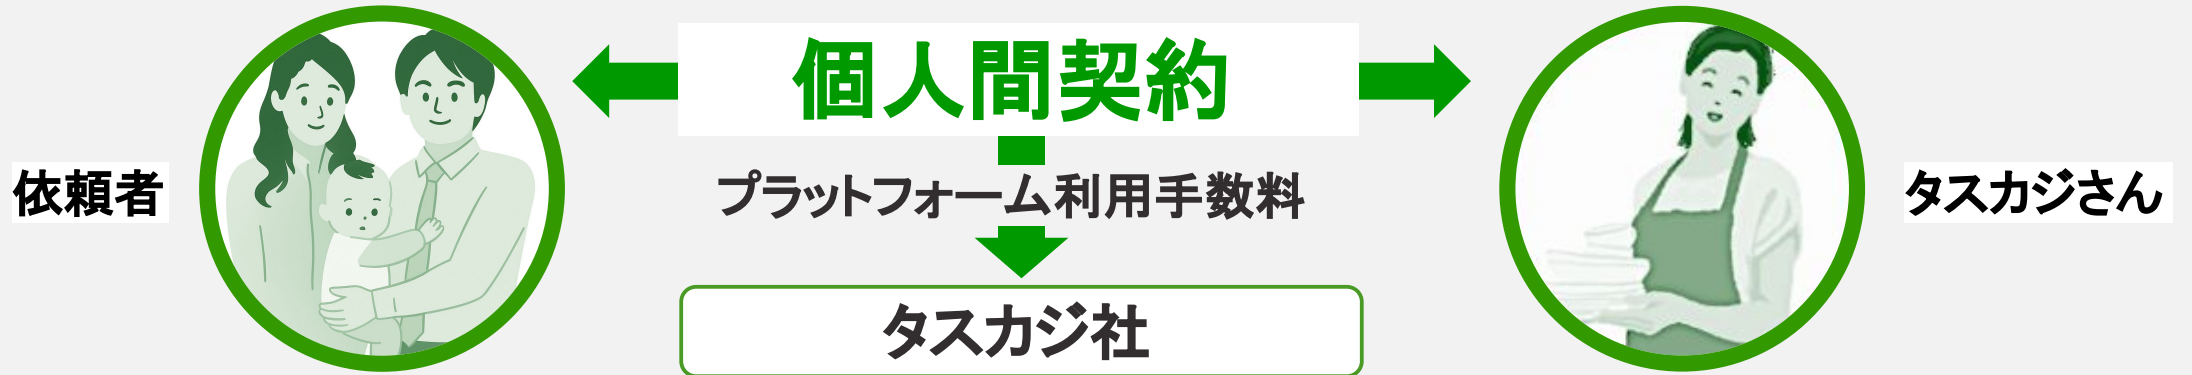 個人間契約
依頼者
プラットフォーム利用手数料
タスカジさん
タスカジ社